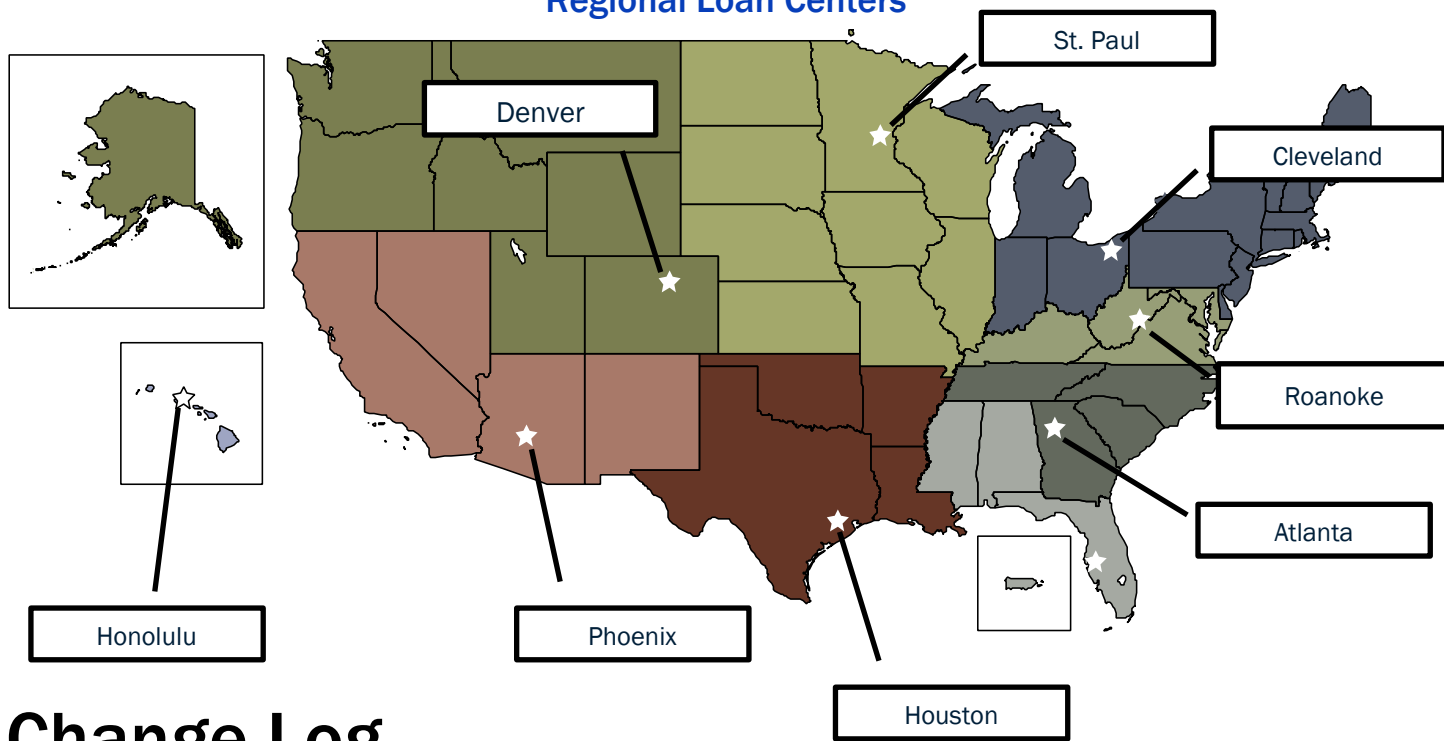 Regional Loan Centers
St. Paul
Denver
Cleveland
Roanoke
Atlanta
Honolulu
Phoenix
Houston
Change Log